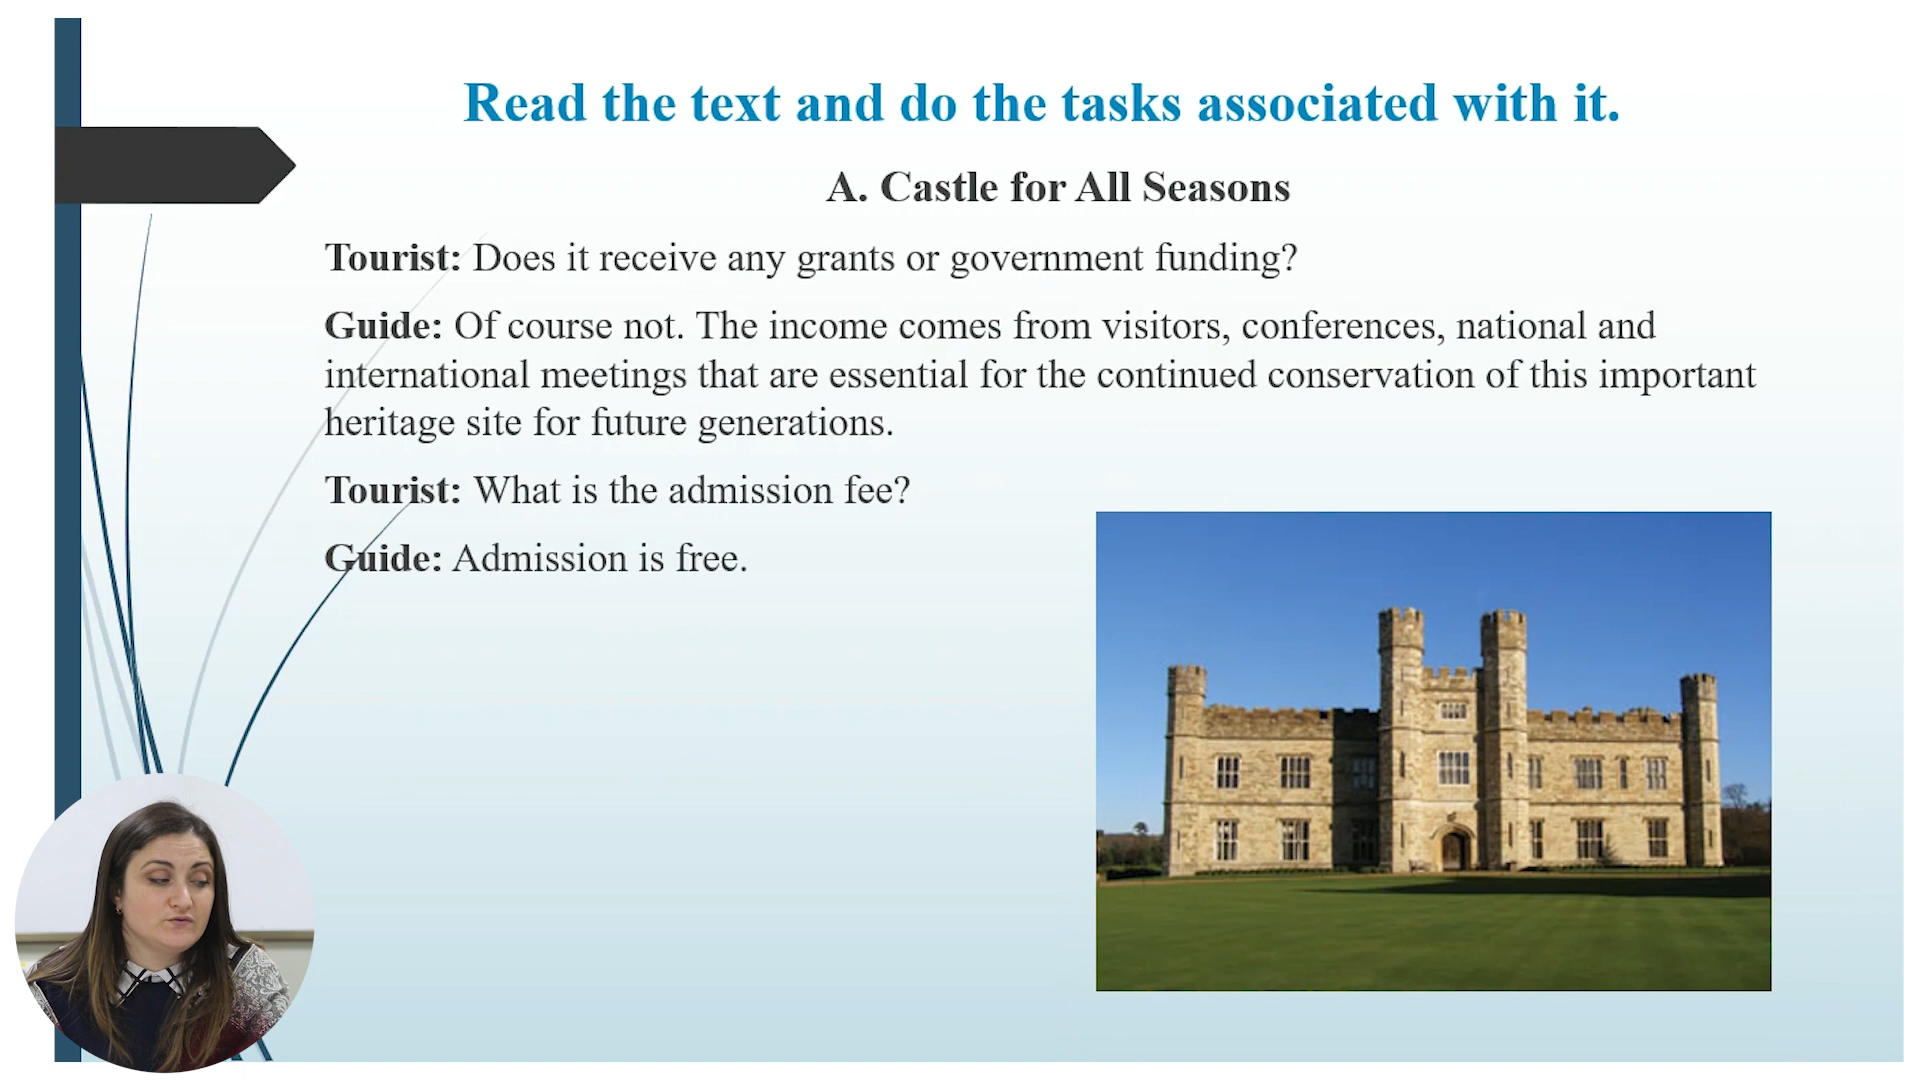 Read the text and do the tasks associated with it.
A. Castle for All Seasons
Tourist: Does it receive any grants or government funding?
Guide: Of course not. The income comes from visitors, conferences, national and
international meetings that are essential for the continued conservation of this important
heritage site for future generations.
Tourist: What is the admission fee?
Guide: Admission is free.